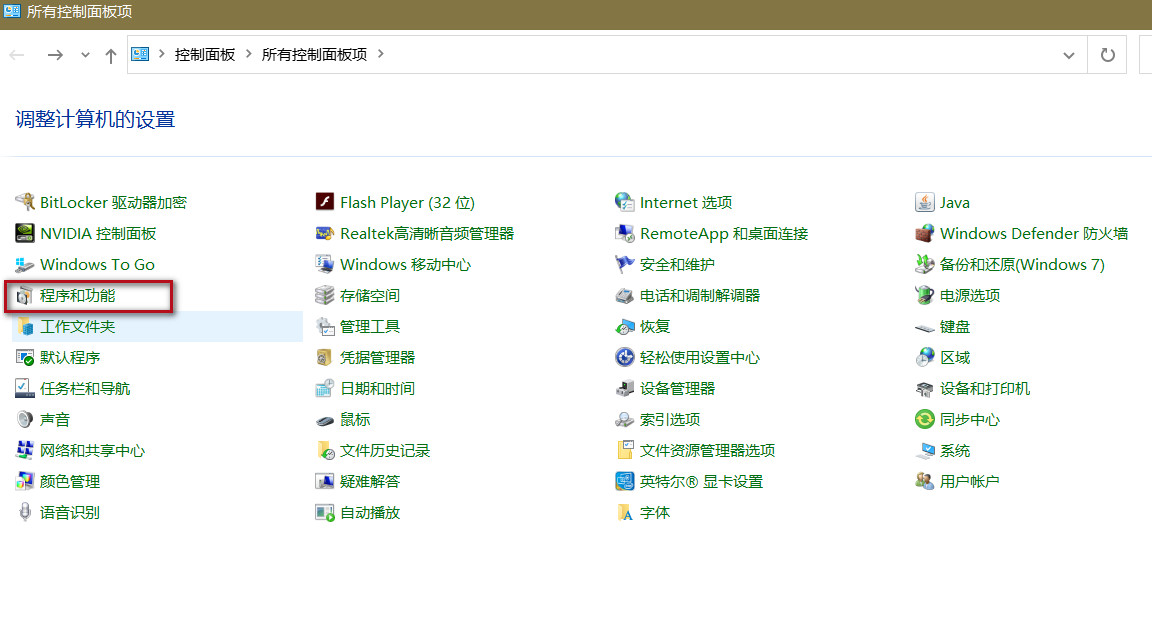 所有控制面板项
控制面板 所有控制面板项
调整计算机的设置
BitLocker 驱动器加密 Flash Player (32 位) Internet 选项 Java
NVIDIA 控制面板 Realtek高清晰音频管理器 RemoteApp 和桌面连接 Windows Defender 防火墙
Windows To Go Windows 移动中心 安全和维护 备份和还原(Windows 7)
程序和功能 存储空间 电话和调制解调器 电源选项
工作文件夹 管理工具 恢复 键盘
默认程序 凭据管理器 轻松使用设置中心 区域
任务栏和导航 日期和时间 设备管理器 设备和打印机
声音 鼠标 索引选项 同步中心
网络和共享中心 文件历史记录 文件资源管理器选项 系统
颜色管理 疑难解答 英特尔® 显卡设置 用户帐户
语音识别 自动播放 字体